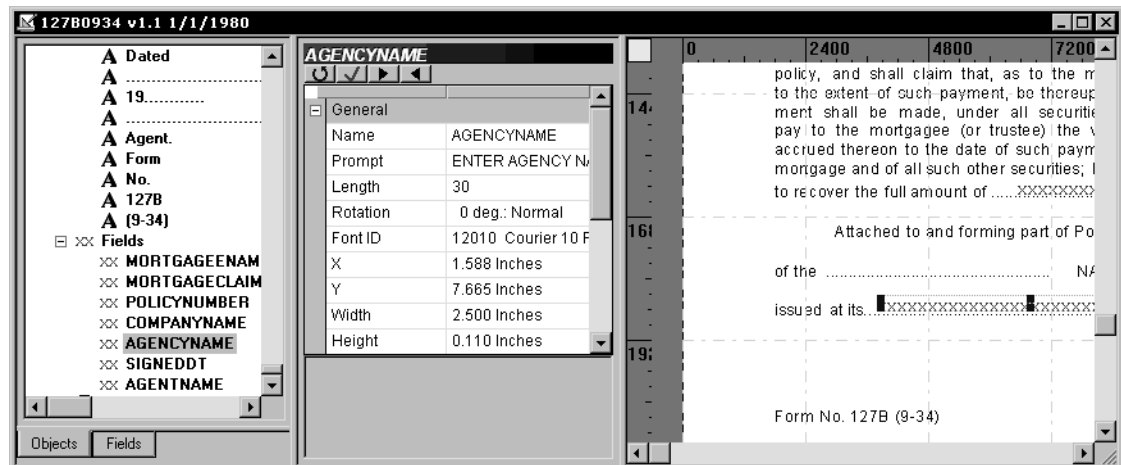 127B0934 v1.1 1/1/1980
A Dated
A ................................
A 19...........
A ................................
A Agent.
A Form
A No.
A 127B
A (9-34)
XX Fields
XX MORTGAGEENAM
XX MORTGAGECLAIM
XX POLICYNUMBER
XX COMPANYNAME
XX AGENCYNAME
XX SIGNEDDT
XX AGENTNAME
Objects Fields
AGENCYNAME
General
Name AGENCYNAME
Prompt ENTER AGENCY NA
Length 30
Rotation 0 deg.: Normal
Font ID 12010 Courier 10 F
X 1.588 Inches
Y 7.665 Inches
Width 2.500 Inches
Height 0.110 Inches
0 2400 4800 7200
144
168
192
policy, and shall claim that, as to the m
to the extent of such payment, be thereup
ment shall be made, under all securitie
pay to the mortgagee (or trustee) the
accrued thereon to the date of such paym
mortgage and of all such other securities;
to recover the full amount of ......XXXXXXXX
Attached to and forming part of Po
of the .................................................. NA
issued at its..XXXXXXXXXXXXXXXXXXXXXX
Form No. 127B (9-34)